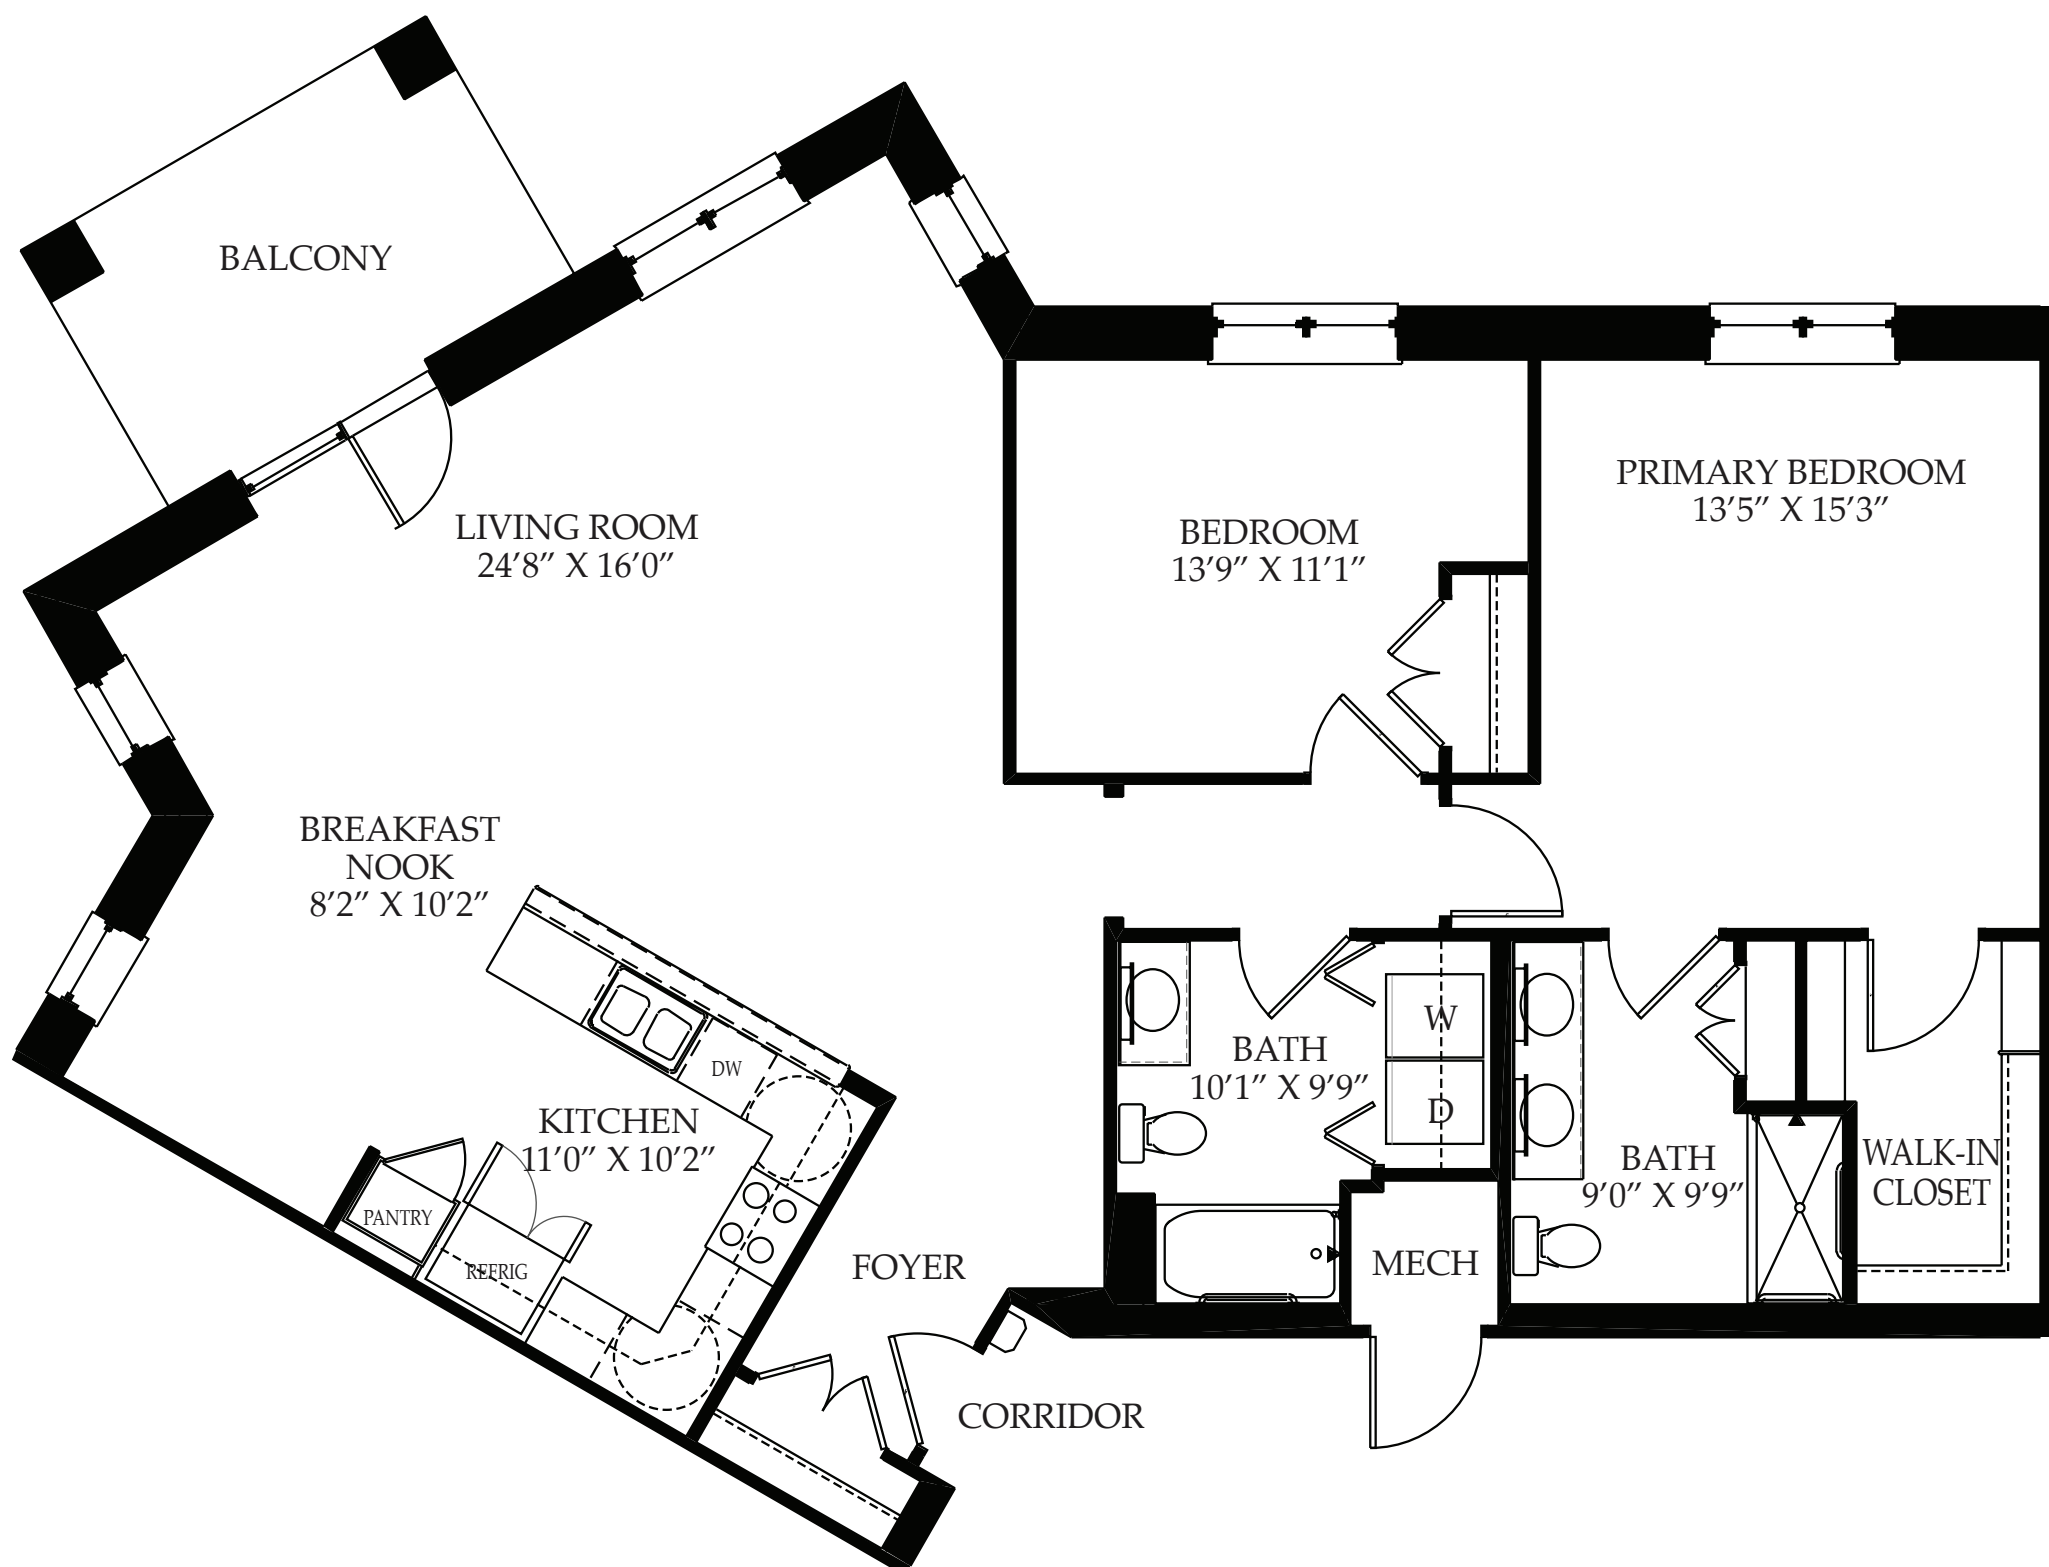 BALCONY
LIVING ROOM
24'8" X 16'0"
BEDROOM
13'9" X 11'1"
PRIMARY BEDROOM
13'5" X 15'3"
BREAKFAST
NOOK
8'2" X 10'2"
DW
KITCHEN
11'0" X 10'2"
PANTRY
REFRIG
FOYER
CORRIDOR
BATH
10'1" X 9'9"
W
D
MECH
BATH
9'0" X 9'9"
WALK-IN
CLOSET